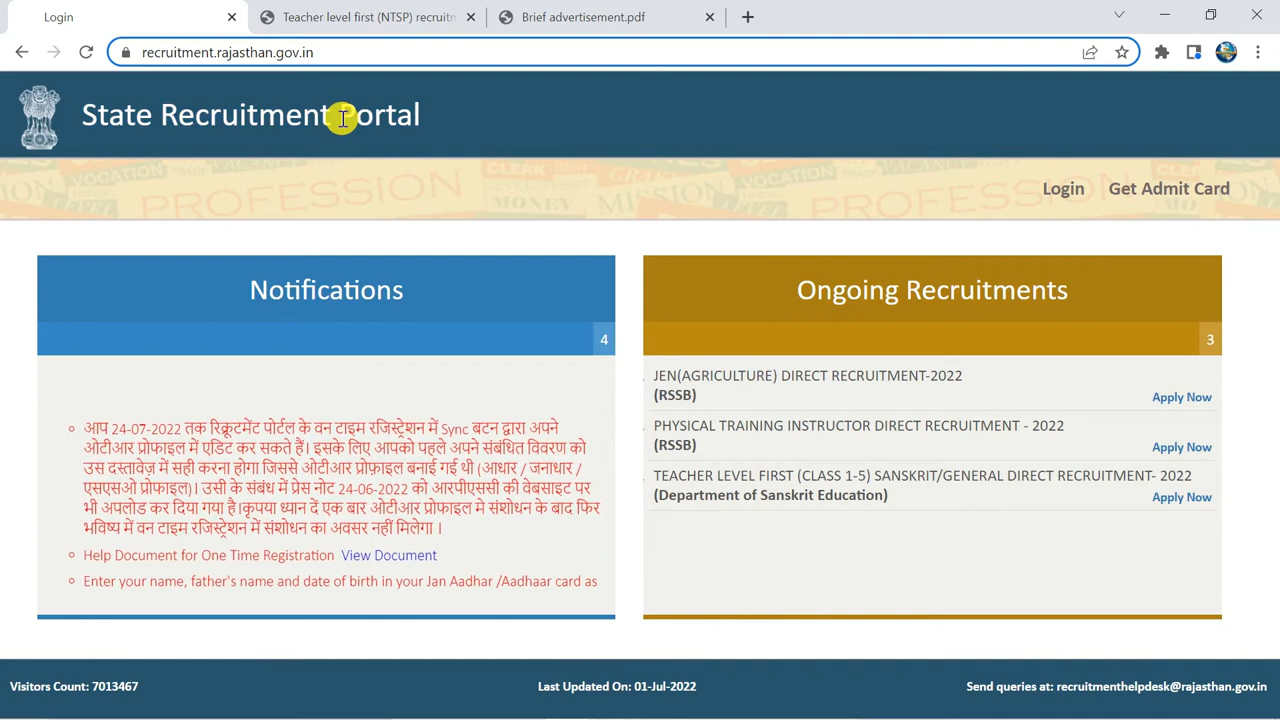 Login
Teacher level first (NTSP) recruitm
Brief advertisement.pdf
recruitment.rajasthan.gov.in
State Recruitment Portal
PROFESSION
Login
Get Admit Card
Notifications
4
आप 24-07-2022 तक रिक्रूटमेंट पोर्टल के वन टाइम रजिस्ट्रेशन में Sync बटन द्वारा अपने
ओटीआर प्रोफाइल में एडिट कर सकते हैं। इसके लिए आपको पहले अपने संबंधित विवरण को
उस दस्तावेज़ में सही करना होगा जिससे ओटीआर प्रोफ़ाइल बनाई गई थी (आधार / जनाधार /
एसएसओ प्रोफाइल)। उसी के संबंध में प्रेस नोट 24-06-2022 को आरपीएससी की वेबसाइट पर
भी अपलोड कर दिया गया है।कृपया ध्यान दें एक बार ओटीआर प्रोफाइल मे संशोधन के बाद फिर
भविष्य में वन टाइम रजिस्ट्रेशन में संशोधन का अवसर नहीं मिलेगा ।
Help Document for One Time Registration View Document
Enter your name, father's name and date of birth in your Jan Aadhar /Aadhaar card as
Ongoing Recruitments
3
JEN(AGRICULTURE) DIRECT RECRUITMENT-2022
(RSSB)
Apply Now
PHYSICAL TRAINING INSTRUCTOR DIRECT RECRUITMENT - 2022
(RSSB)
Apply Now
TEACHER LEVEL FIRST (CLASS 1-5) SANSKRIT/GENERAL DIRECT RECRUITMENT- 2022
(Department of Sanskrit Education)
Apply Now
Visitors Count: 7013467
Last Updated On: 01-Jul-2022
Send queries at: recruitmenthelpdesk@rajasthan.gov.in